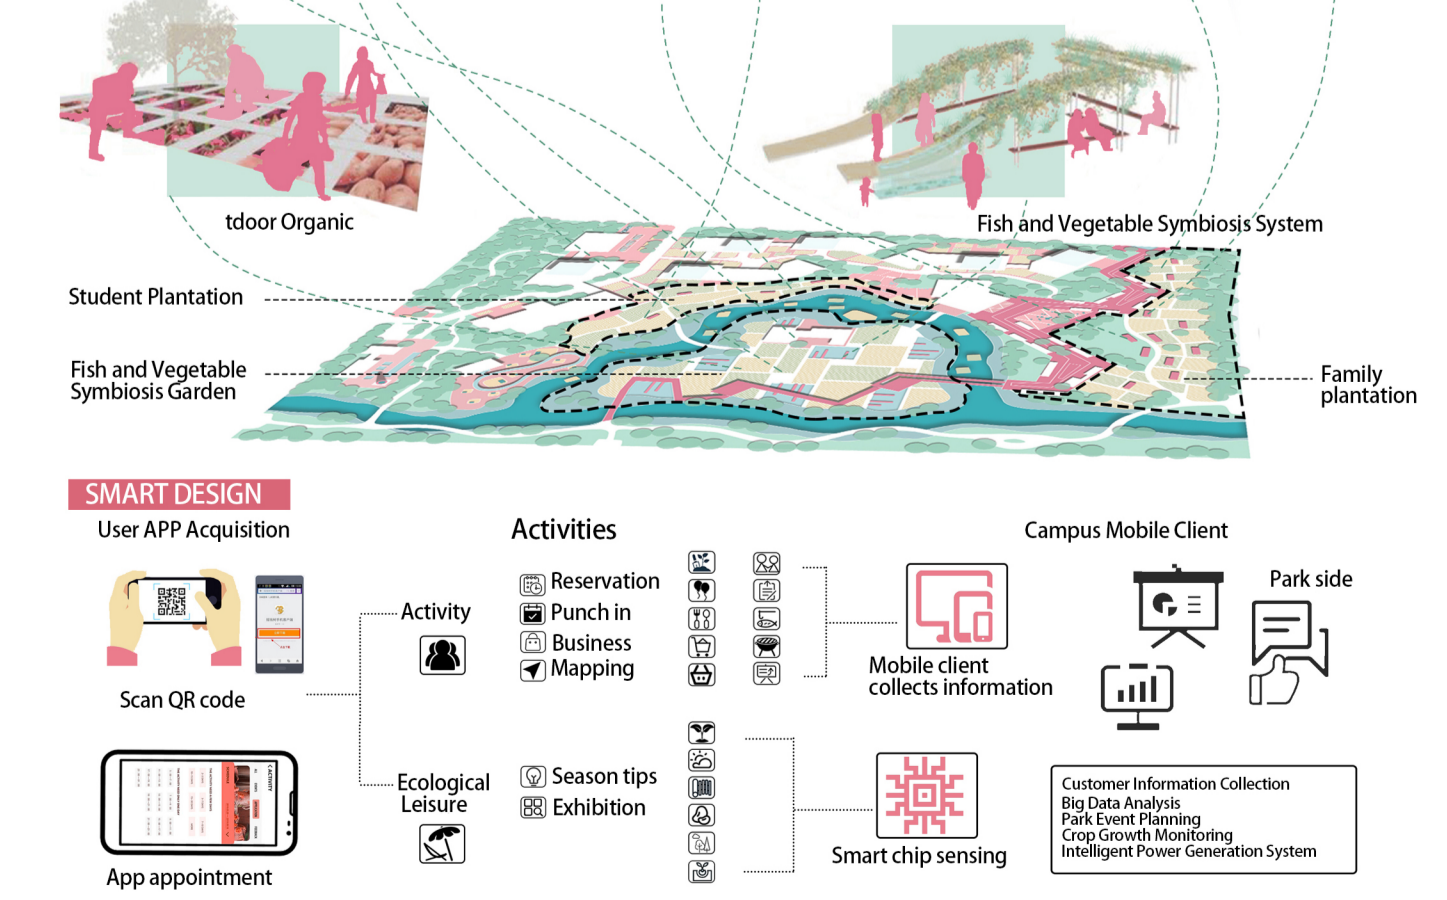 tdoor Organic
Fish and Vegetable Symbiosis System
Student Plantation
Fish and Vegetable
Symbiosis Garden
Family
plantation
SMART DESIGN
User APP Acquisition
Scan QR code
App appointment
ACTIVITY
Activity
Ecological
Leisure
Activities
Reservation
Punch in
Business
Mapping
Season tips
Exhibition
Mobile client
collects information
Smart chip sensing
Campus Mobile Client
Park side
Customer Information Collection
Big Data Analysis
Park Event Planning
Crop Growth Monitoring
Intelligent Power Generation System